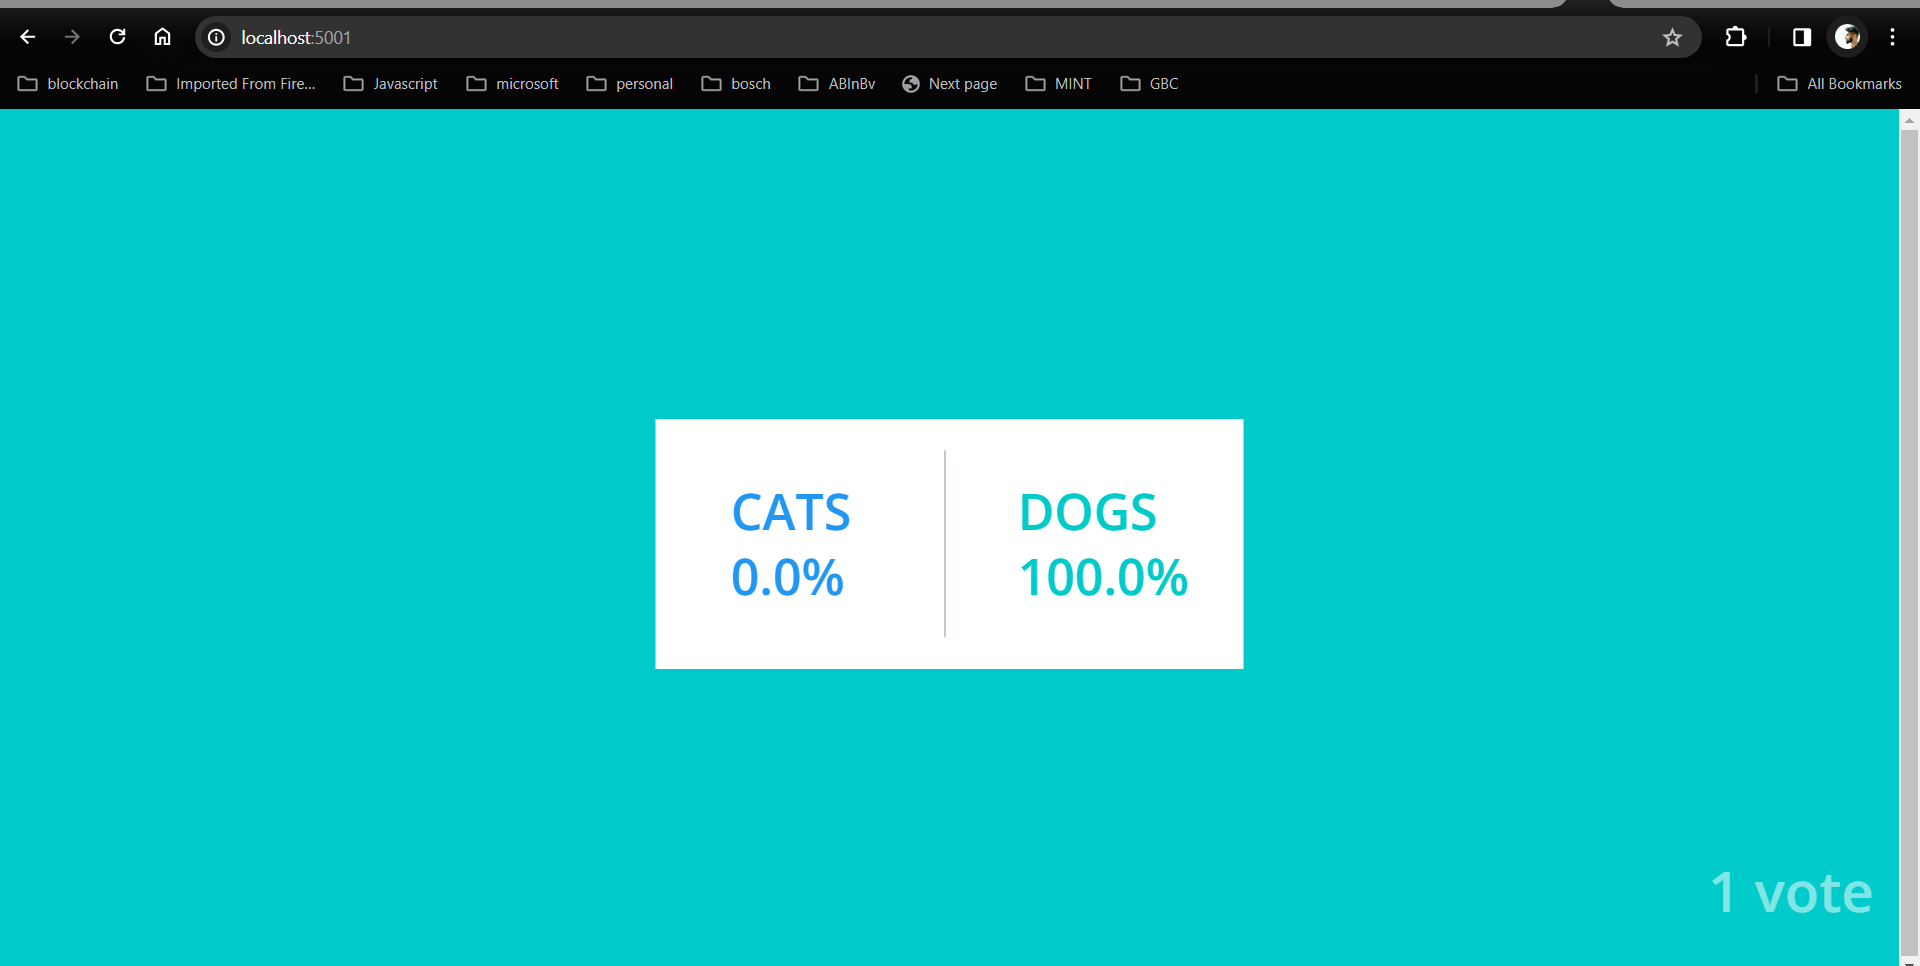 localhost:5001
blockchain Imported From Fire... Javascript microsoft personal bosch ABInBv Next page MINT GBC All Bookmarks
CATS DOGS
0.0% 100.0%
1 vote